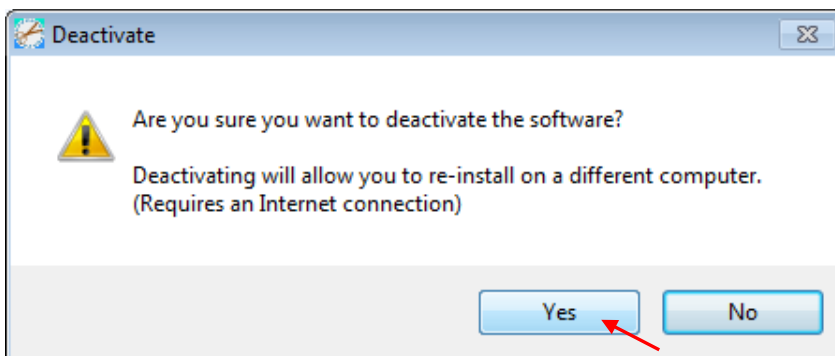 Deactivate
Are you sure you want to deactivate the software?
Deactivating will allow you to re-install on a different computer.
(Requires an Internet connection)
Yes
No